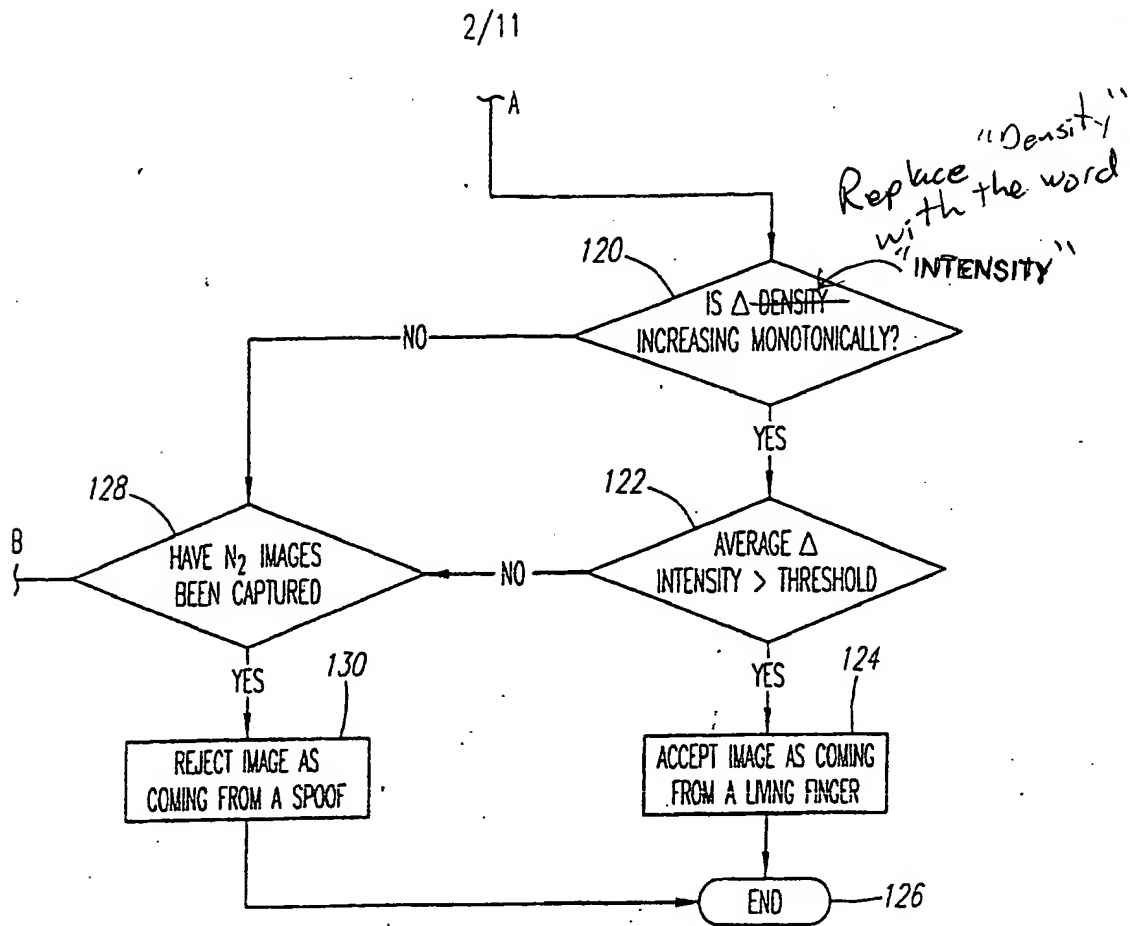 2/11
A
Replace "Density"
with the word
"INTENSITY"
120
IS Δ DENSITY
INCREASING MONOTONICALLY?
NO
YES
128
122
B
HAVE N₂ IMAGES
BEEN CAPTURED
NO
AVERAGE Δ
INTENSITY > THRESHOLD
YES
130
YES
124
REJECT IMAGE AS
COMING FROM A SPOOF
ACCEPT IMAGE AS COMING
FROM A LIVING FINGER
END
126